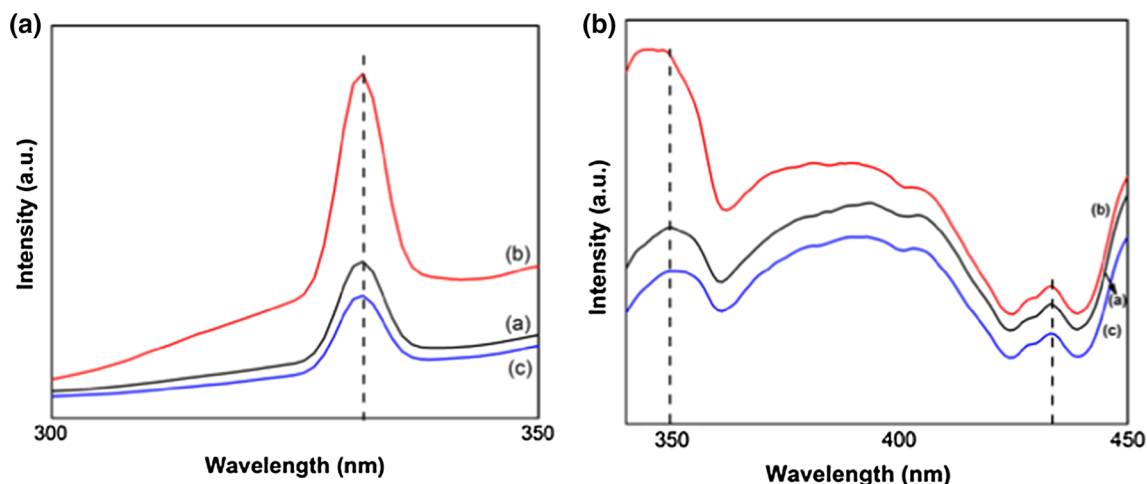 (a)
Intensity (a.u.)
(b)
(a)
(c)
300
350
Wavelength (nm)
(b)
Intensity (a.u.)
(b)
(a)
(c)
350
400
450
Wavelength (nm)